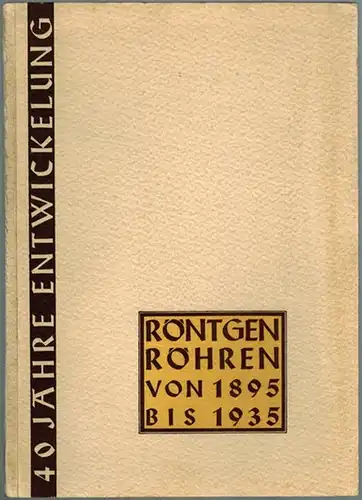 40 JAHRE ENTWICKELUNG
RÖNTGEN
RÖHREN
VON 1895
BIS 1935